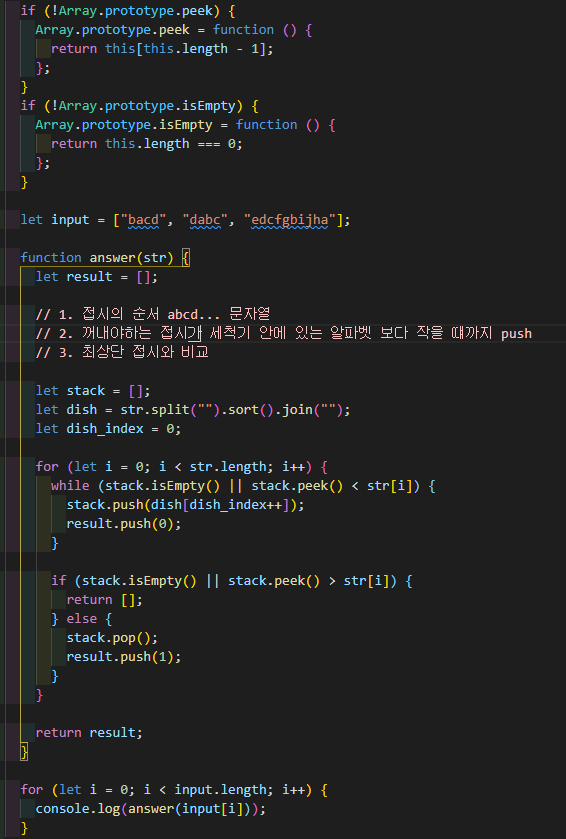 if (!Array.prototype.peek) {
Array.prototype.peek = function () {
return this[this.length - 1];
};
}
if (!Array.prototype.isEmpty) {
Array.prototype.isEmpty = function () {
return this.length === 0;
};
}
let input = ["bacd", "dabc", "edcfgbijha"];
function answer(str) {
let result = [];
// 1. 접시의 순서 abcd... 문자열
// 2. 꺼내야하는 접시개 세척기 안에 있는 알파벳 보다 작을 때까지 push
// 3. 최상단 접시와 비교
let stack = [];
let dish = str.split("").sort().join("");
let dish_index = 0;
for (let i = 0; i < str.length; i++) {
while (stack.isEmpty() || stack.peek() < str[i]) {
stack.push(dish[dish_index++]);
result.push(0);
}
if (stack.isEmpty() || stack.peek() > str[i]) {
return [];
} else {
stack.pop();
result.push(1);
}
}
return result;
}
for (let i = 0; i < input.length; i++) {
console.log(answer(input[i]));
}